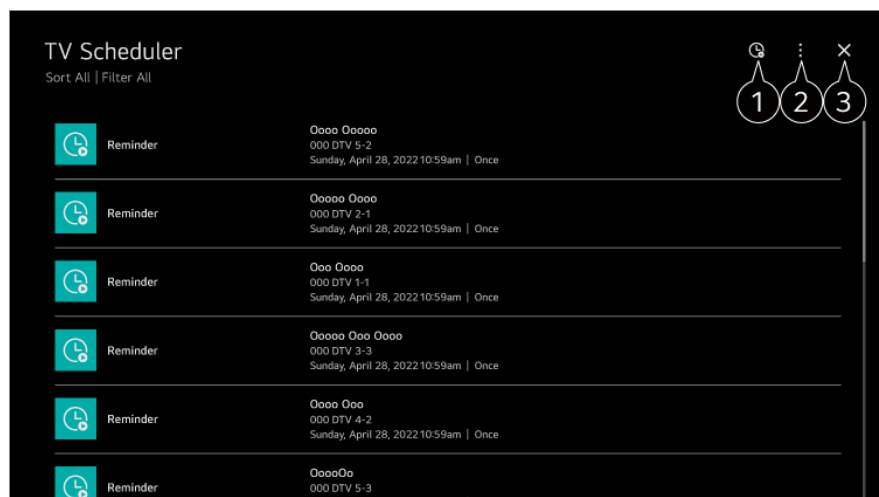 TV Scheduler
Sort All | Filter All
1 2 3
Reminder
Oooo Ooooo
000 DTV 5-2
Sunday, April 28, 2022 10:59am | Once
Reminder
Ooooo Oooo
000 DTV 2-1
Sunday, April 28, 2022 10:59am | Once
Reminder
Ooo Oooo
000 DTV 1-1
Sunday, April 28, 2022 10:59am | Once
Reminder
Ooooo Ooo Oooo
000 DTV 3-3
Sunday, April 28, 2022 10:59am | Once
Reminder
Oooo Ooo
000 DTV 4-2
Sunday, April 28, 2022 10:59am | Once
Reminder
OoooOo
000 DTV 5-3